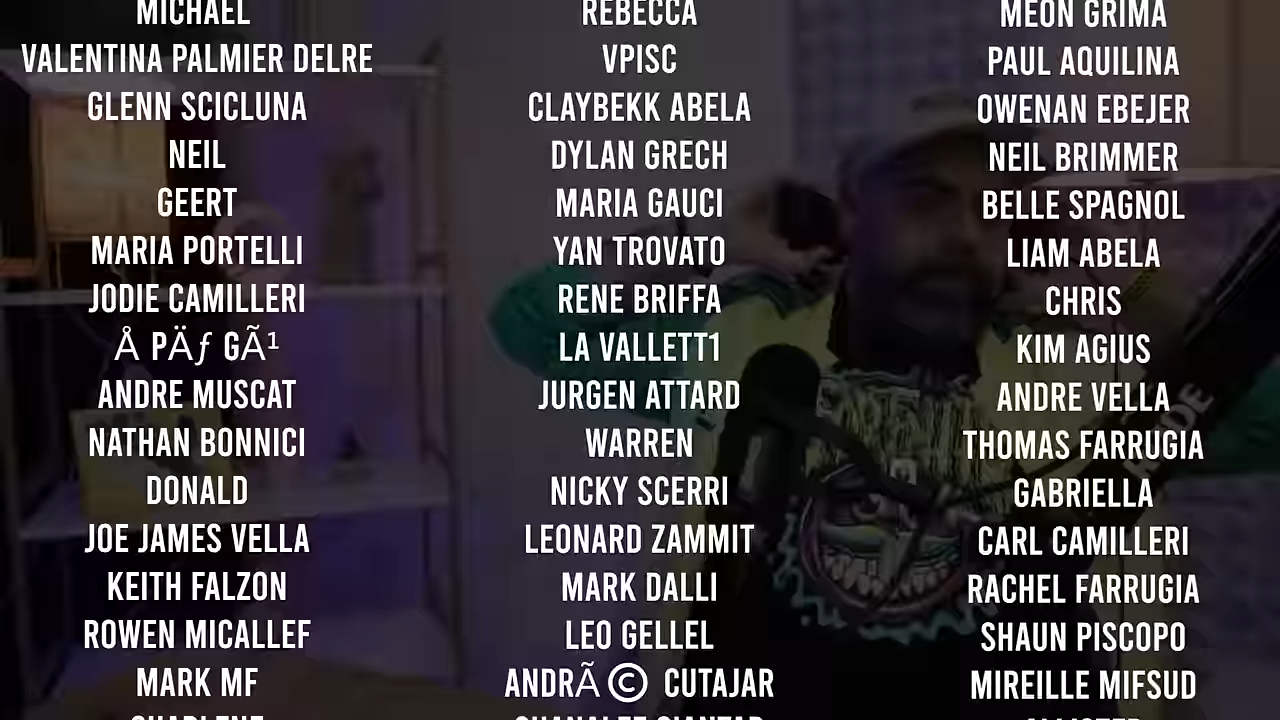 MICHAEL
VALENTINA PALMIER DELRE
GLENN SCICLUNA
NEIL
GEERT
MARIA PORTELLI
JODIE CAMILLERI
Å PÄƒ GÃ¹
ANDRE MUSCAT
NATHAN BONNICI
DONALD
JOE JAMES VELLA
KEITH FALZON
ROWEN MICALLEF
MARK MF
CHARLENE
REBECCA
VPISC
CLAYBEKK ABELA
DYLAN GRECH
MARIA GAUCI
YAN TROVATO
RENE BRIFFA
LA VALLETT1
JURGEN ATTARD
WARREN
NICKY SCERRI
LEONARD ZAMMIT
MARK DALLI
LEO GELLEL
ANDRÃ© CUTAJAR
MEON GRIMA
PAUL AQUILINA
OWENAN EBEJER
NEIL BRIMMER
BELLE SPAGNOL
LIAM ABELA
CHRIS
KIM AGIUS
ANDRE VELLA
THOMAS FARRUGIA
GABRIELLA
CARL CAMILLERI
RACHEL FARRUGIA
SHAUN PISCOPO
MIREILLE MIFSUD